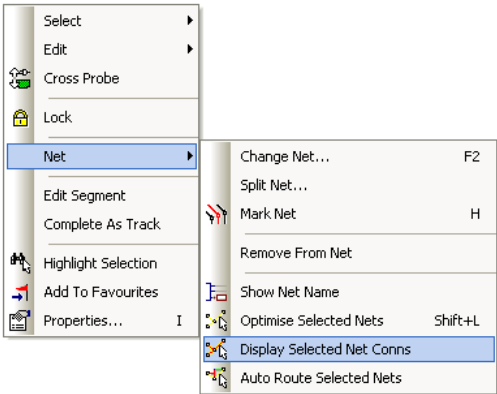 Select
Edit
Cross Probe
Lock
Net
Edit Segment
Complete As Track
Highlight Selection
Add To Favourites
Properties... I
Change Net... F2
Split Net...
Mark Net H
Remove From Net
Show Net Name
Optimise Selected Nets Shift+L
Display Selected Net Conns
Auto Route Selected Nets